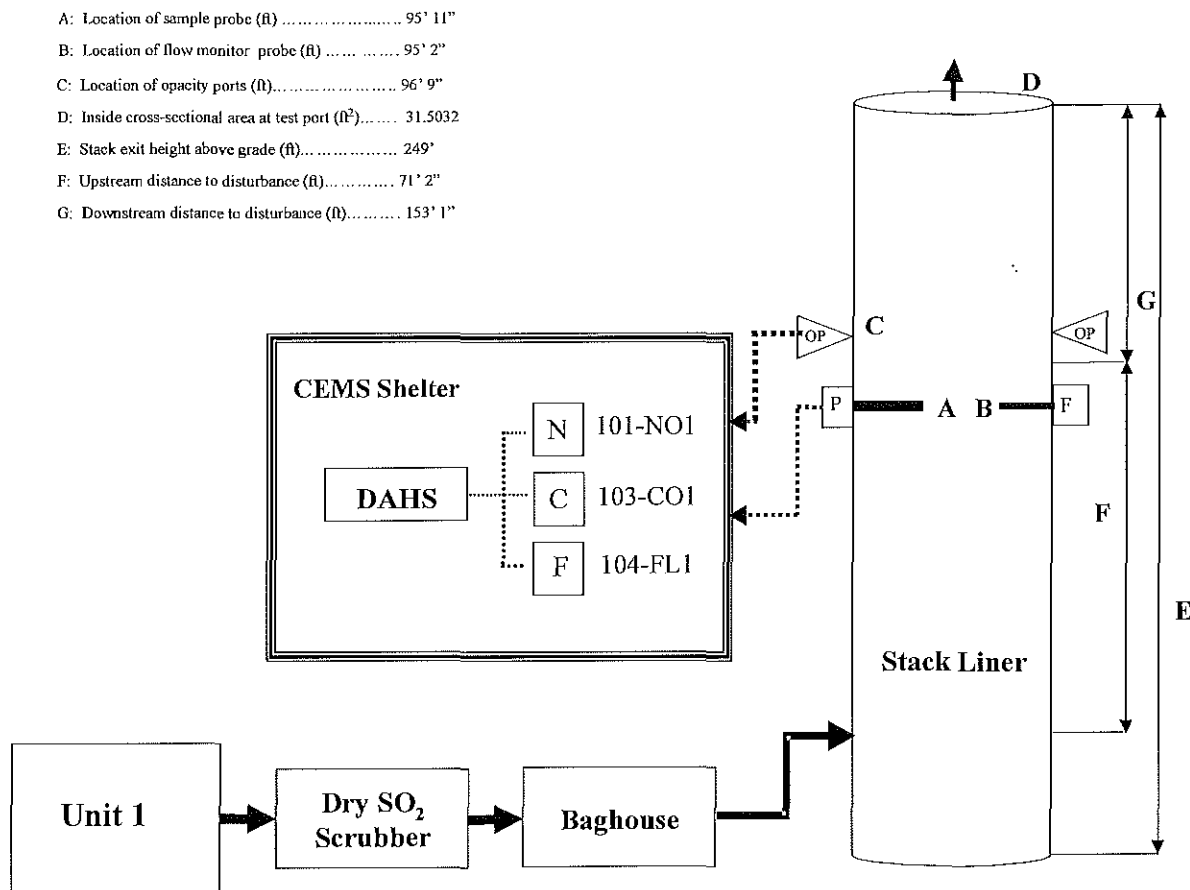 A: Location of sample probe (ft) ........................ 95' 11"
B: Location of flow monitor probe (ft) ... ... ... .... 95' 2"
C: Location of opacity ports (ft)........................ 96' 9"
D: Inside cross-sectional area at test port (ft²)....... 31.5032
E: Stack exit height above grade (ft)................... 249'
F: Upstream distance to disturbance (ft).............. 71' 2"
G: Downstream distance to disturbance (ft).......... 153' 1"
D
G
OP
C
OP
CEMS Shelter
P
A
B
F
N
101-NO1
DAHS
C
103-CO1
F
F
104-FL1
E
Stack Liner
Unit 1
Dry SO₂
Scrubber
Baghouse